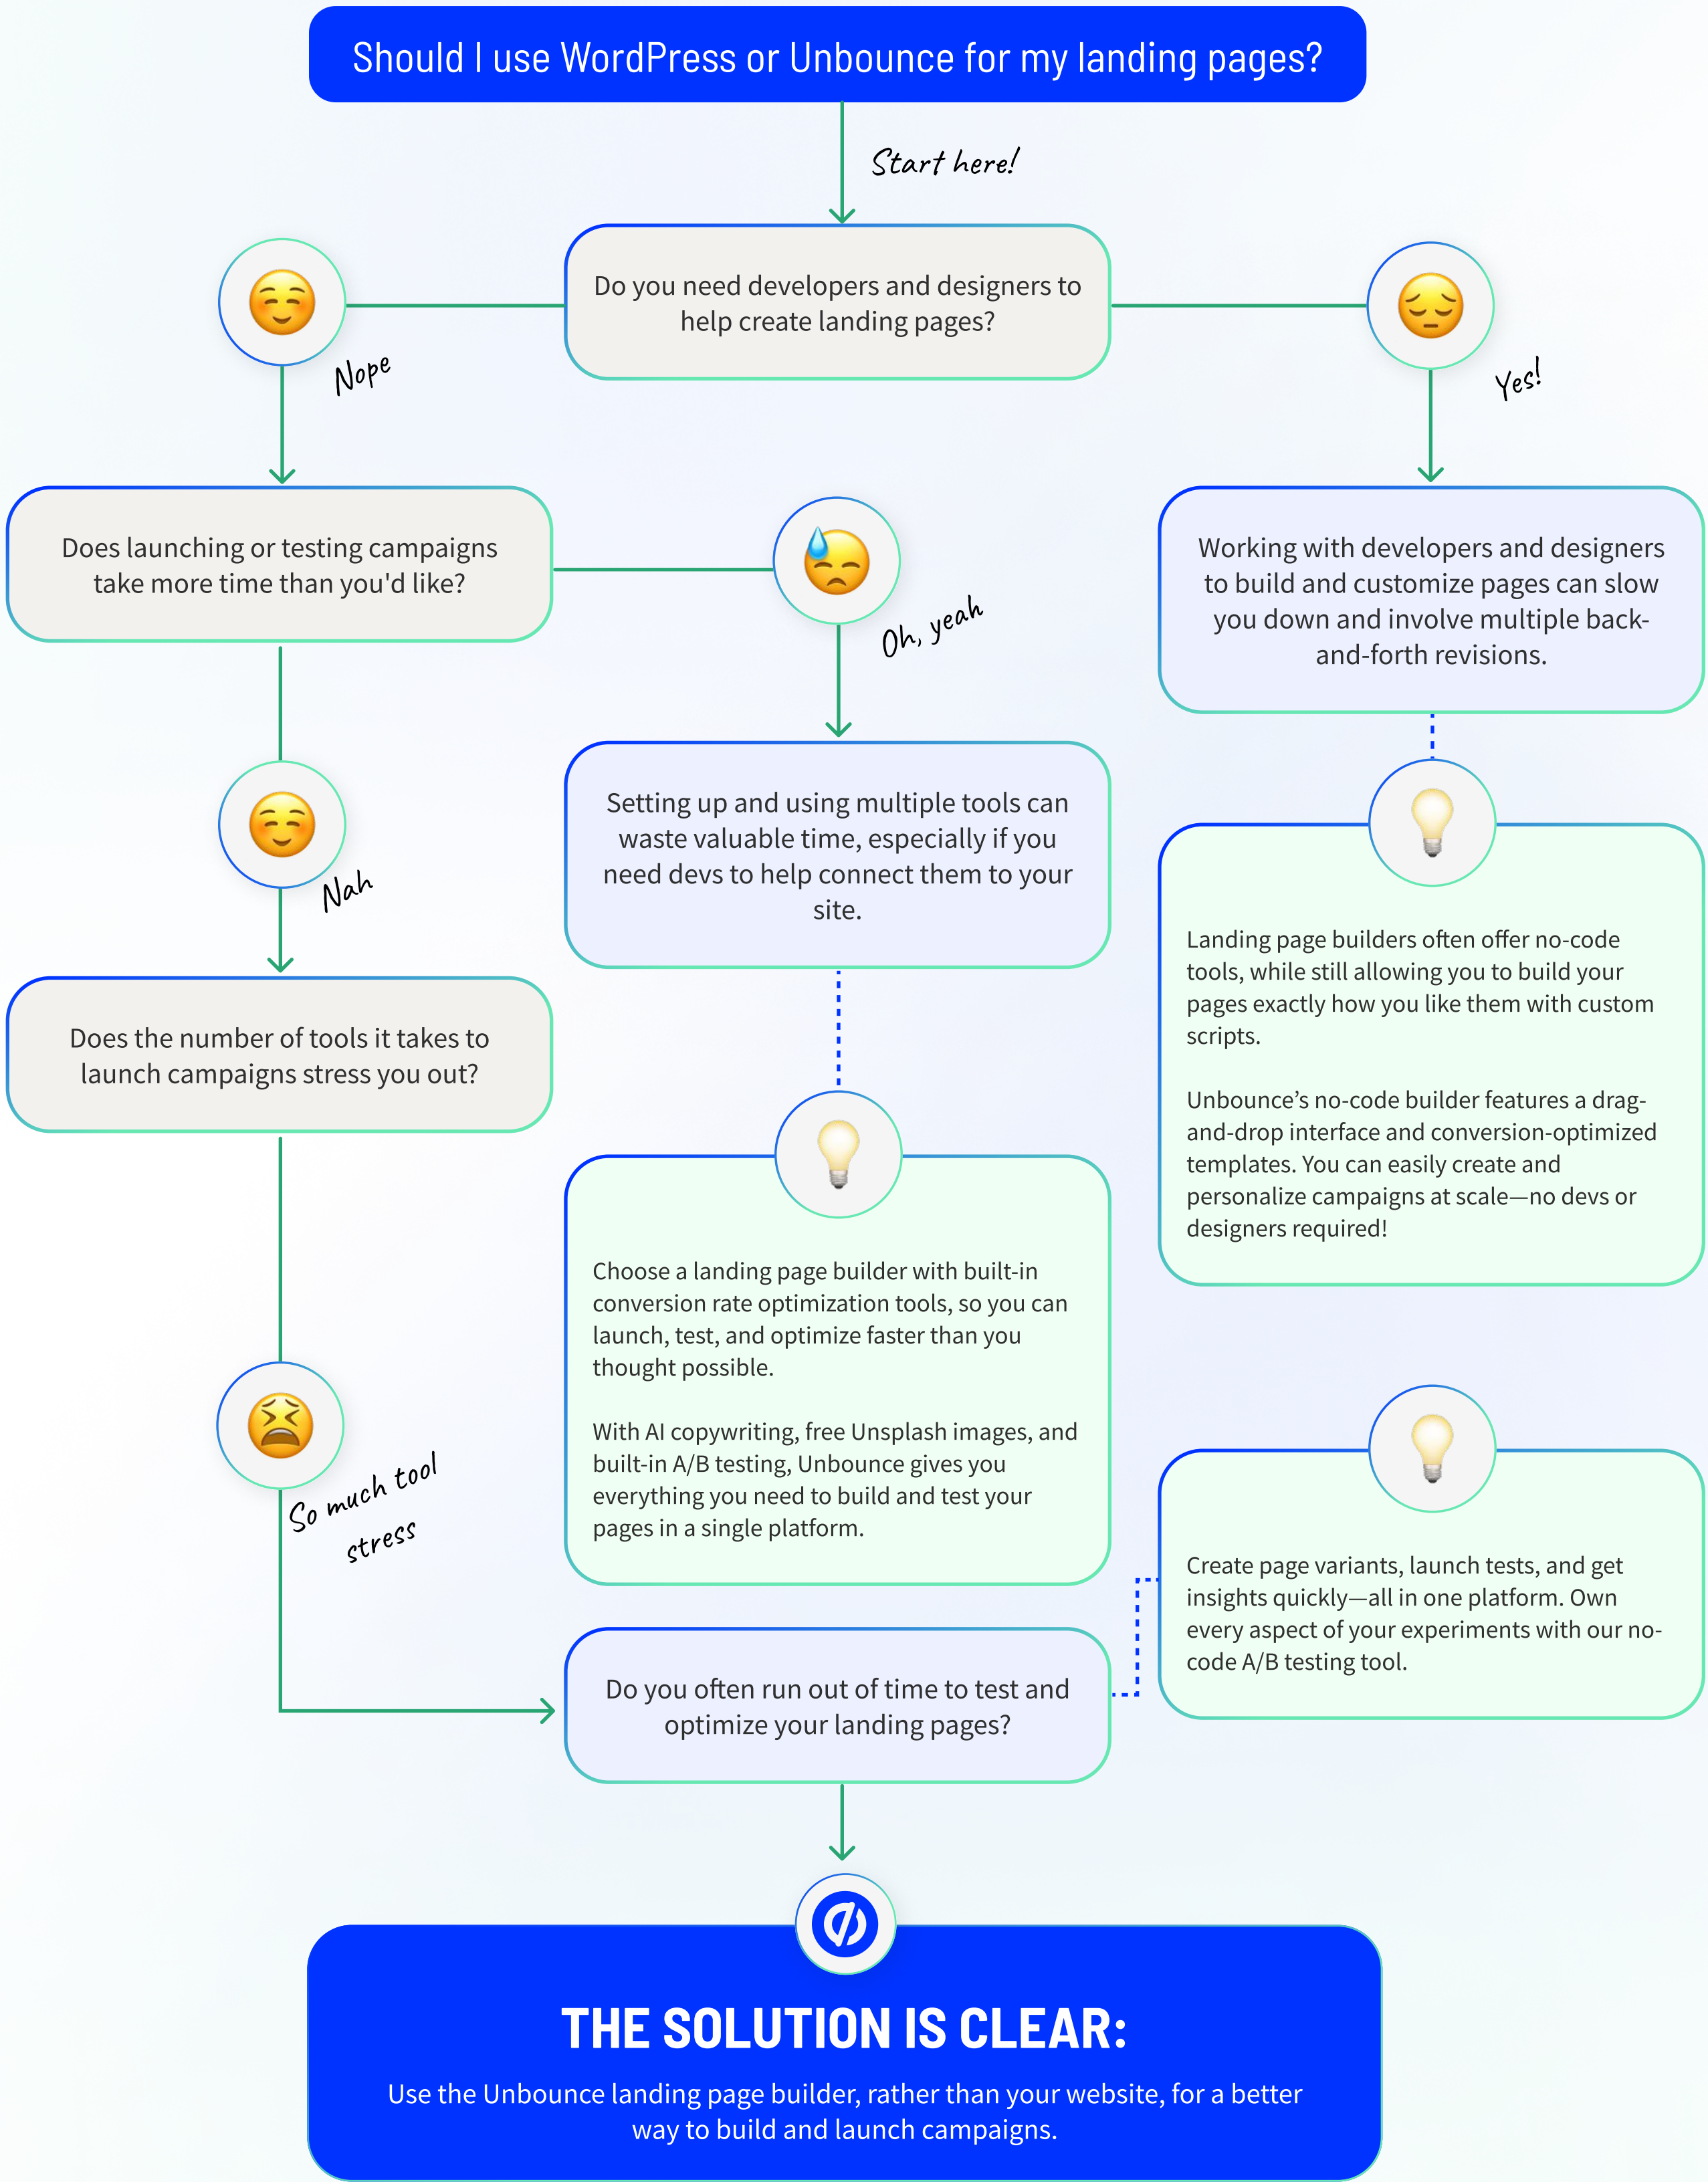 Should I use WordPress or Unbounce for my landing pages?
Start here!
Do you need developers and designers to
help create landing pages?
Nope
Yes!
Does launching or testing campaigns
take more time than you'd like?
Oh, yeah
Working with developers and designers
to build and customize pages can slow
you down and involve multiple back-
and-forth revisions.
Setting up and using multiple tools can
waste valuable time, especially if you
need devs to help connect them to your
site.
Nah
Landing page builders often offer no-code
tools, while still allowing you to build your
pages exactly how you like them with custom
scripts.
Unbounce’s no-code builder features a drag-
and-drop interface and conversion-optimized
templates. You can easily create and
personalize campaigns at scale—no devs or
designers required!
Does the number of tools it takes to
launch campaigns stress you out?
Choose a landing page builder with built-in
conversion rate optimization tools, so you can
launch, test, and optimize faster than you
thought possible.
With AI copywriting, free Unsplash images, and
built-in A/B testing, Unbounce gives you
everything you need to build and test your
pages in a single platform.
So much tool
stress
Create page variants, launch tests, and get
insights quickly—all in one platform. Own
every aspect of your experiments with our no-
code A/B testing tool.
Do you often run out of time to test and
optimize your landing pages?
THE SOLUTION IS CLEAR:
Use the Unbounce landing page builder, rather than your website, for a better
way to build and launch campaigns.